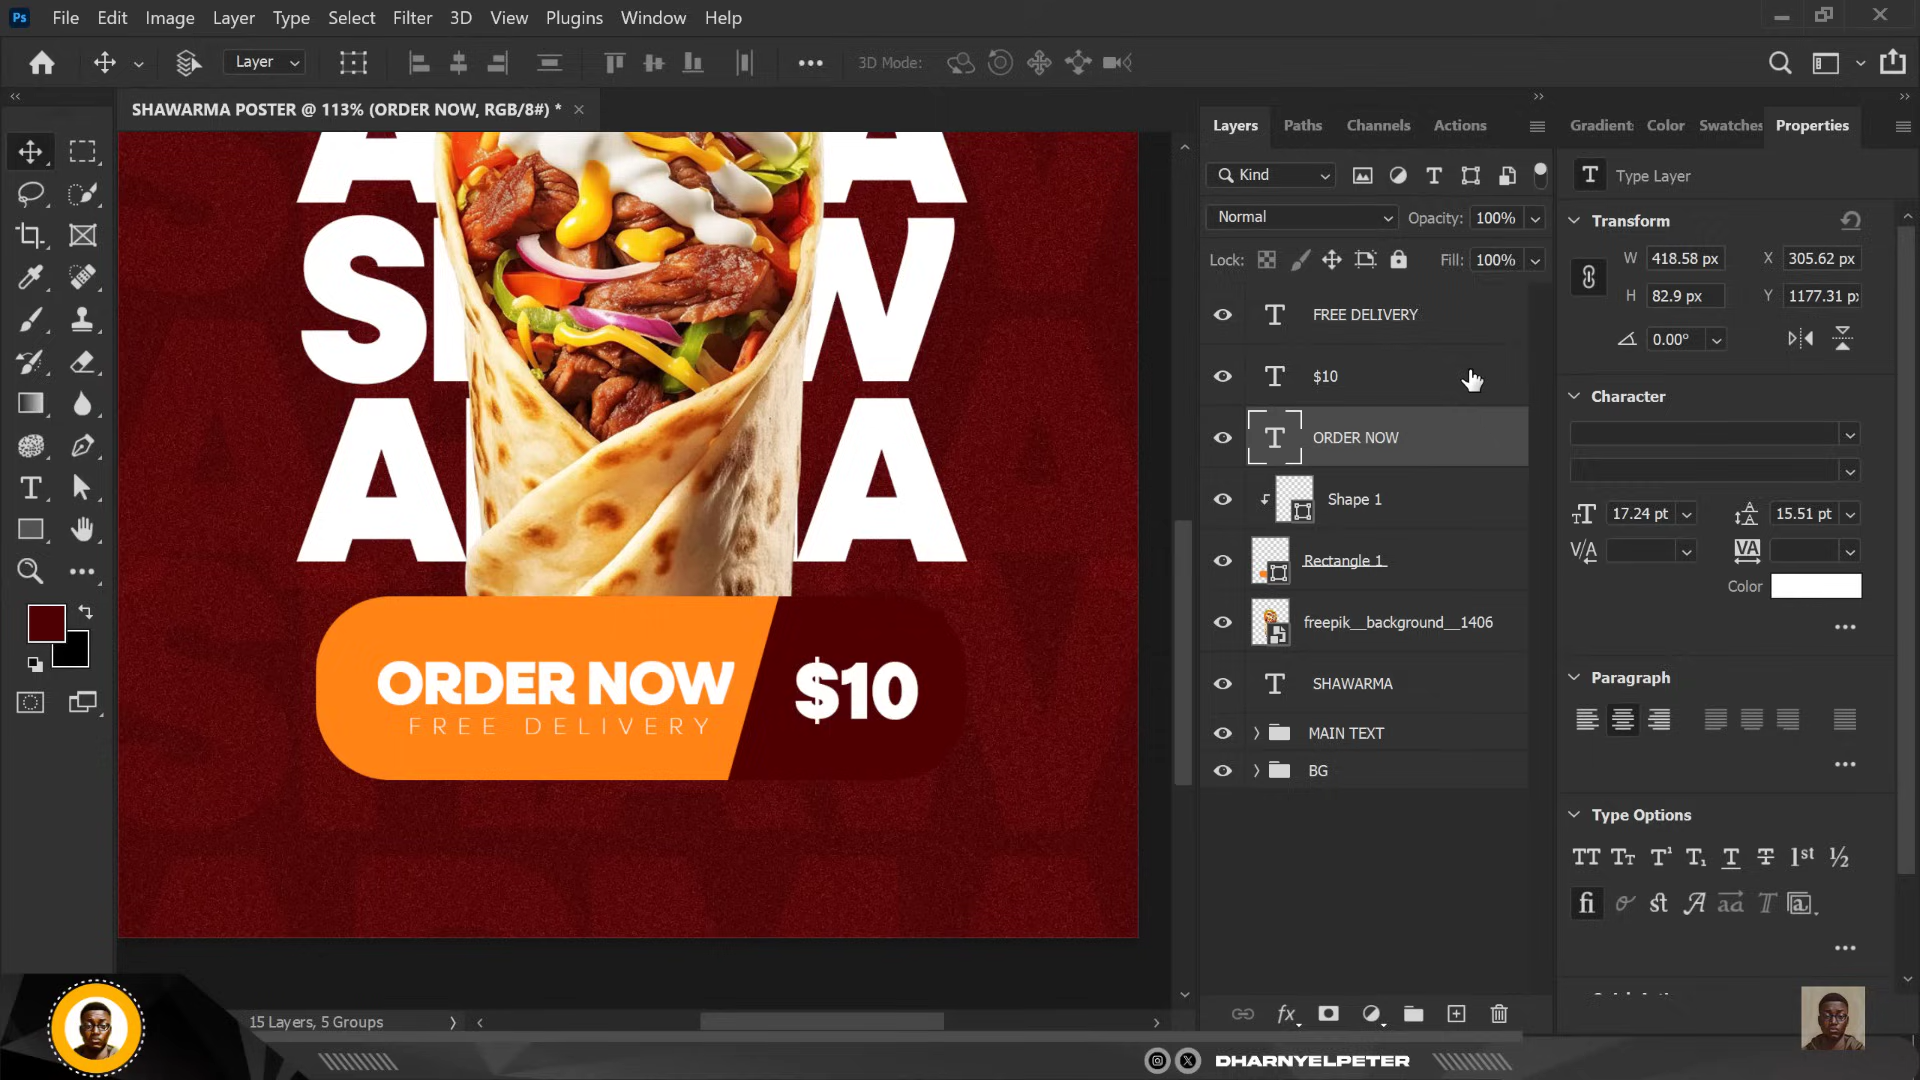 Ps File Edit Image Layer Type Select Filter 3D View Plugins Window Help
Layer 3D Mode:
SHAWARMA POSTER @ 113% (ORDER NOW, RGB/8#) *
Layers Paths Channels Actions
Gradient Color Swatches Properties
Kind
Type Layer
Normal Opacity: 100%
Transform
Lock: Fill: 100%
W 418.58 px X 305.62 px
H 82.9 px Y 1177.31 p
0.00°
FREE DELIVERY
$10
ORDER NOW
Shape 1
Rectangle 1
freepik__background__1406
SHAWARMA
MAIN TEXT
BG
Character
17.24 pt 15.51 pt
Color
Paragraph
Type Options
A A
S W
A A
ORDER NOW
FREE DELIVERY
$10
15 Layers, 5 Groups
DHARNYELPETER